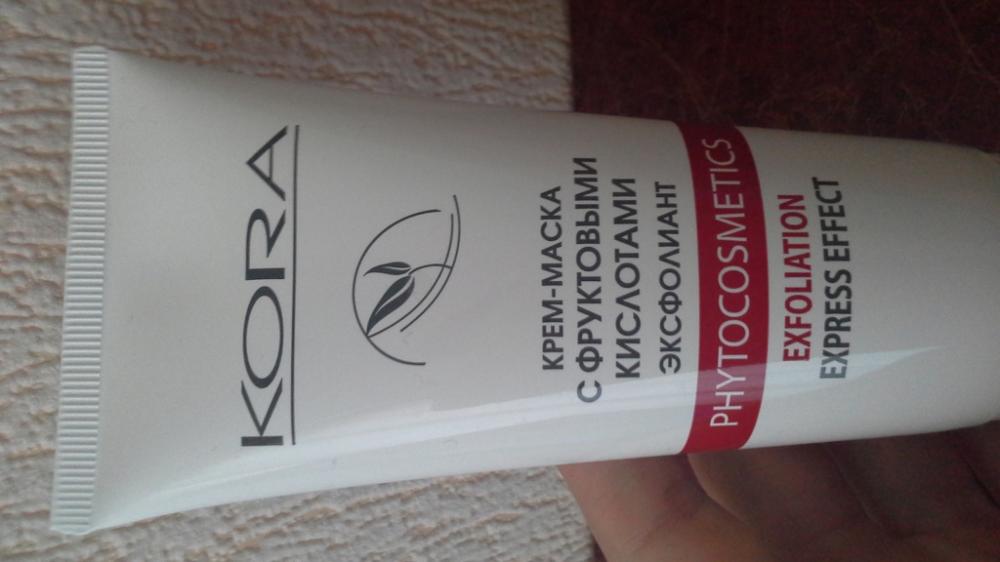 KORA
КРЕМ-МАСКА
С ФРУКТОВЫМИ
КИСЛОТАМИ
ЭКСФОЛИАНТ
PHYTOCOSMETICS
EXFOLIATION
EXPRESS EFFECT